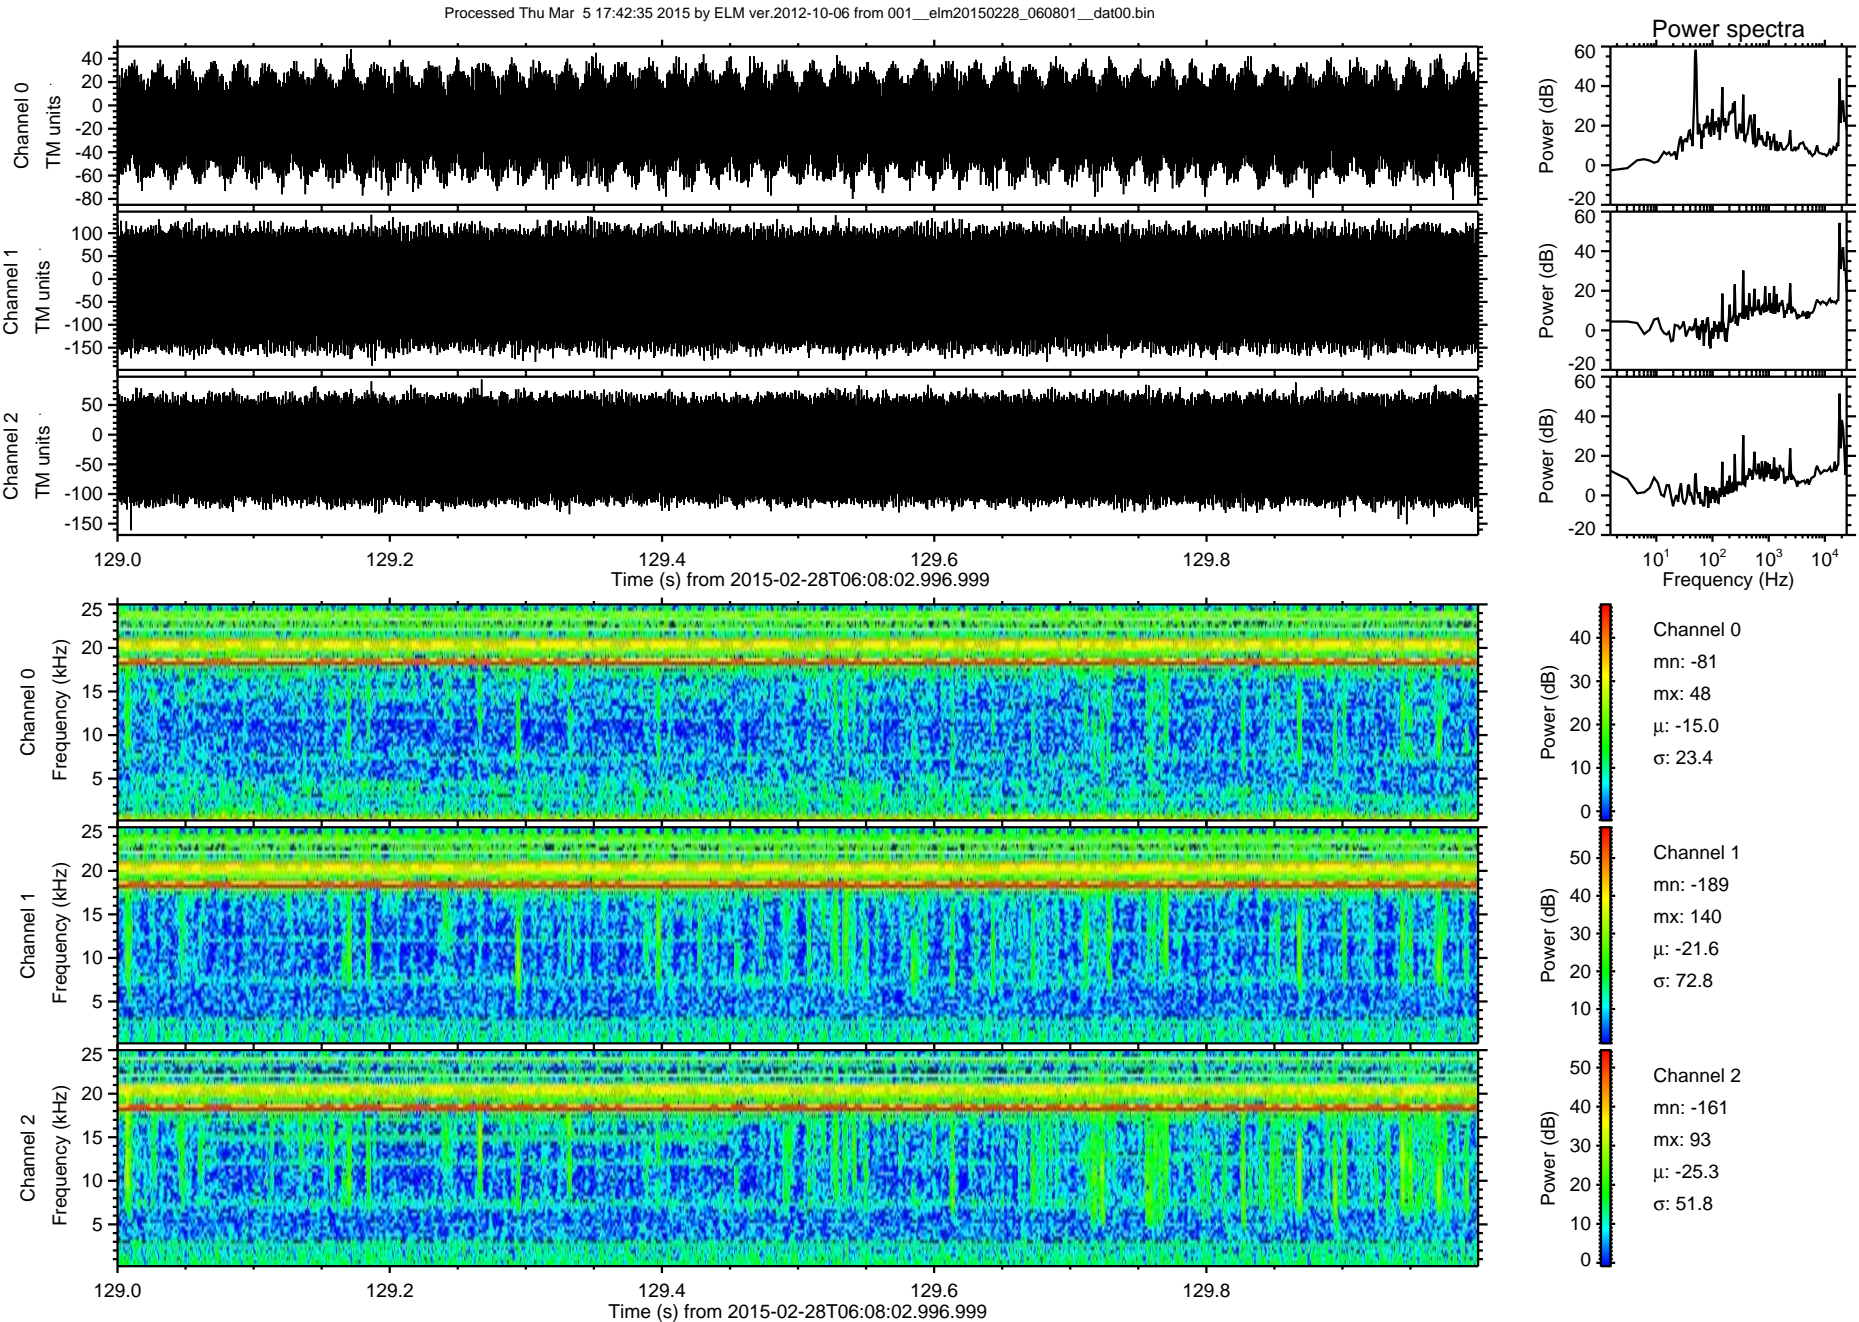 Processed Thu Mar  5 17:42:35 2015 by ELM ver.2012-10-06 from 001__elm20150228_060801__dat00.bin
Power spectra
Channel 0
TM units
40
20
0
-20
-40
-60
-80
Power (dB)
60
40
20
0
-20
Channel 1
TM units
100
50
0
-50
-100
-150
Power (dB)
60
40
20
0
-20
Channel 2
TM units
50
0
-50
-100
-150
Power (dB)
60
40
20
0
-20
129.0 129.2 129.4 129.6 129.8
Time (s) from 2015-02-28T06:08:02.996.999
10¹ 10² 10³ 10⁴
Frequency (Hz)
Channel 0
Frequency (kHz)
25
20
15
10
5
Power (dB)
40
30
20
10
0
Channel 0
mn: -81
mx: 48
µ: -15.0
σ: 23.4
Channel 1
Frequency (kHz)
25
20
15
10
5
Power (dB)
50
40
30
20
10
Channel 1
mn: -189
mx: 140
µ: -21.6
σ: 72.8
Channel 2
Frequency (kHz)
25
20
15
10
5
Power (dB)
50
40
30
20
10
0
Channel 2
mn: -161
mx: 93
µ: -25.3
σ: 51.8
129.0 129.2 129.4 129.6 129.8
Time (s) from 2015-02-28T06:08:02.996.999